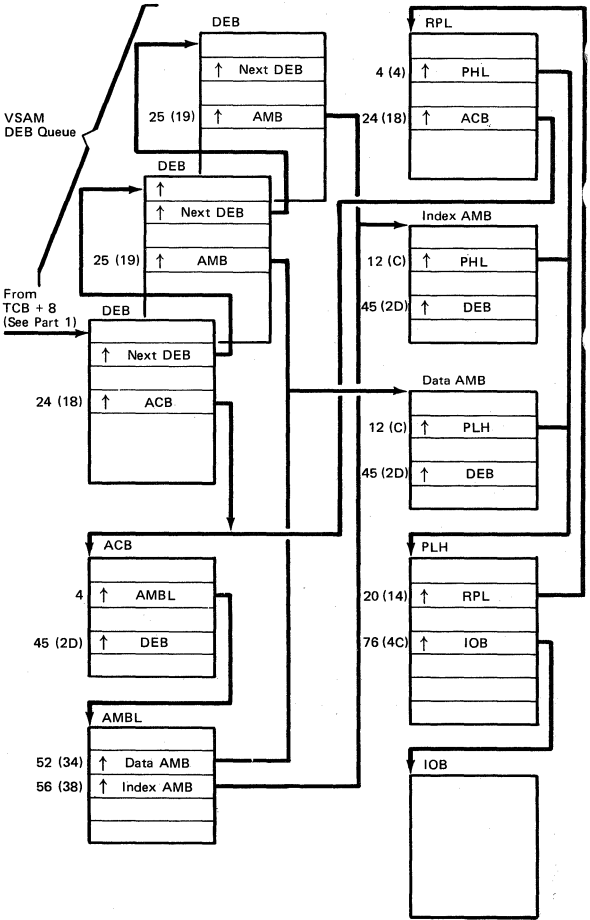 DEB
↑ Next DEB
25 (19) ↑ AMB
VSAM
DEB Queue
DEB
↑
↑ Next DEB
25 (19) ↑ AMB
From
TCB + 8
(See Part 1)
DEB
↑ Next DEB
24 (18) ↑ ACB
ACB
4 ↑ AMBL
45 (2D) ↑ DEB
AMBL
52 (34) ↑ Data AMB
56 (38) ↑ Index AMB
RPL
4 (4) ↑ PHL
24 (18) ↑ ACB
Index AMB
12 (C) ↑ PHL
45 (2D) ↑ DEB
Data AMB
12 (C) ↑ PLH
45 (2D) ↑ DEB
PLH
20 (14) ↑ RPL
76 (4C) ↑ IOB
IOB